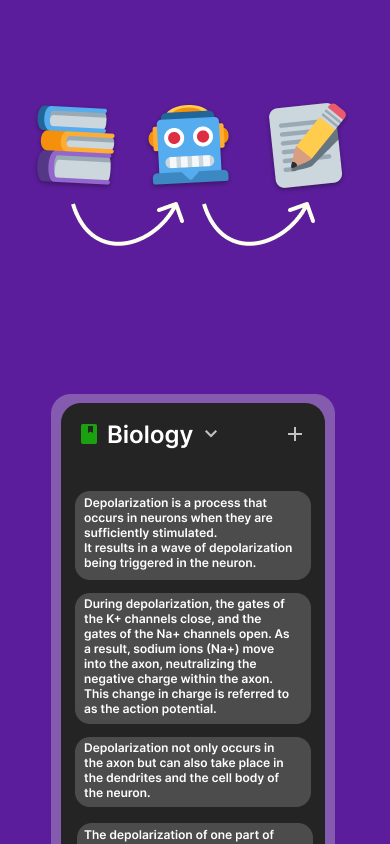 Biology
Depolarization is a process that
occurs in neurons when they are
sufficiently stimulated.
It results in a wave of depolarization
being triggered in the neuron.
During depolarization, the gates of
the K+ channels close, and the
gates of the Na+ channels open. As
a result, sodium ions (Na+) move
into the axon, neutralizing the
negative charge within the axon.
This change in charge is referred to
as the action potential.
Depolarization not only occurs in
the axon but can also take place in
the dendrites and the cell body of
the neuron.
The depolarization of one part of